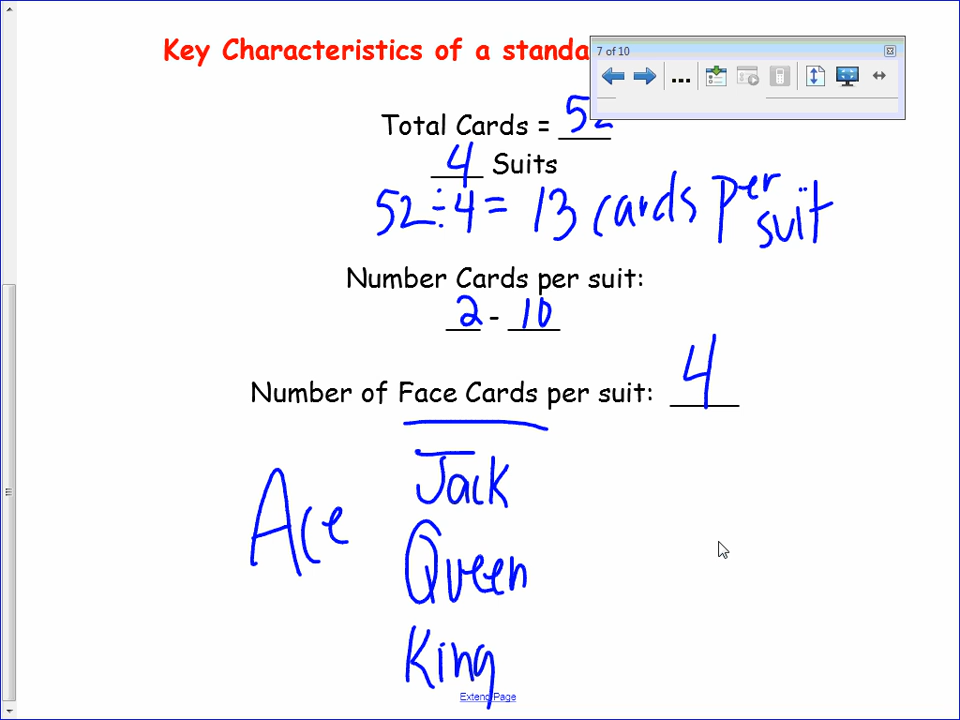 Key Characteristics of a standa
7 of 10
Total Cards = 52
4 Suits
52 ÷ 4 = 13 cards per suit
Number Cards per suit:
2 - 10
Number of Face Cards per suit: 4
Jack
Ace
Queen
King
Extend Page